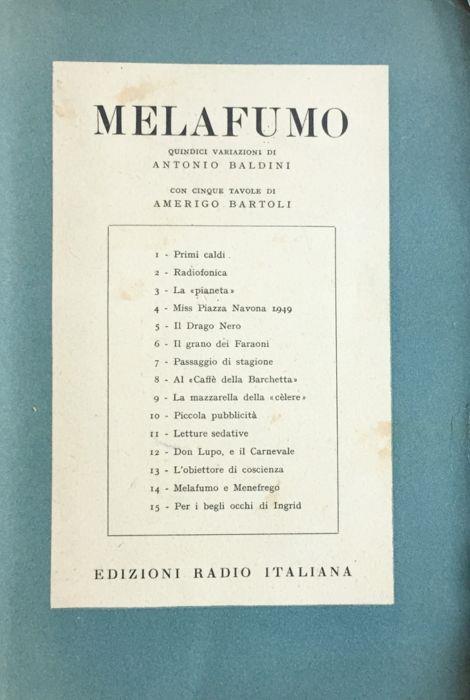 MELAFUMO
QUINDICI VARIAZIONI DI
ANTONIO BALDINI
CON CINQUE TAVOLE DI
AMERIGO BARTOLI
1 - Primi caldi
2 - Radiofonica
3 - La «pianeta»
4 - Miss Piazza Navona 1949
5 - Il Drago Nero
6 - Il grano dei Faraoni
7 - Passaggio di stagione
8 - Al «Caffè della Barchetta»
9 - La mazzarella della «cèlere»
10 - Piccola pubblicità
11 - Letture sedative
12 - Don Lupo, e il Carnevale
13 - L'obiettore di coscienza
14 - Melafumo e Menefrego
15 - Per i begli occhi di Ingrid
EDIZIONI RADIO ITALIANA